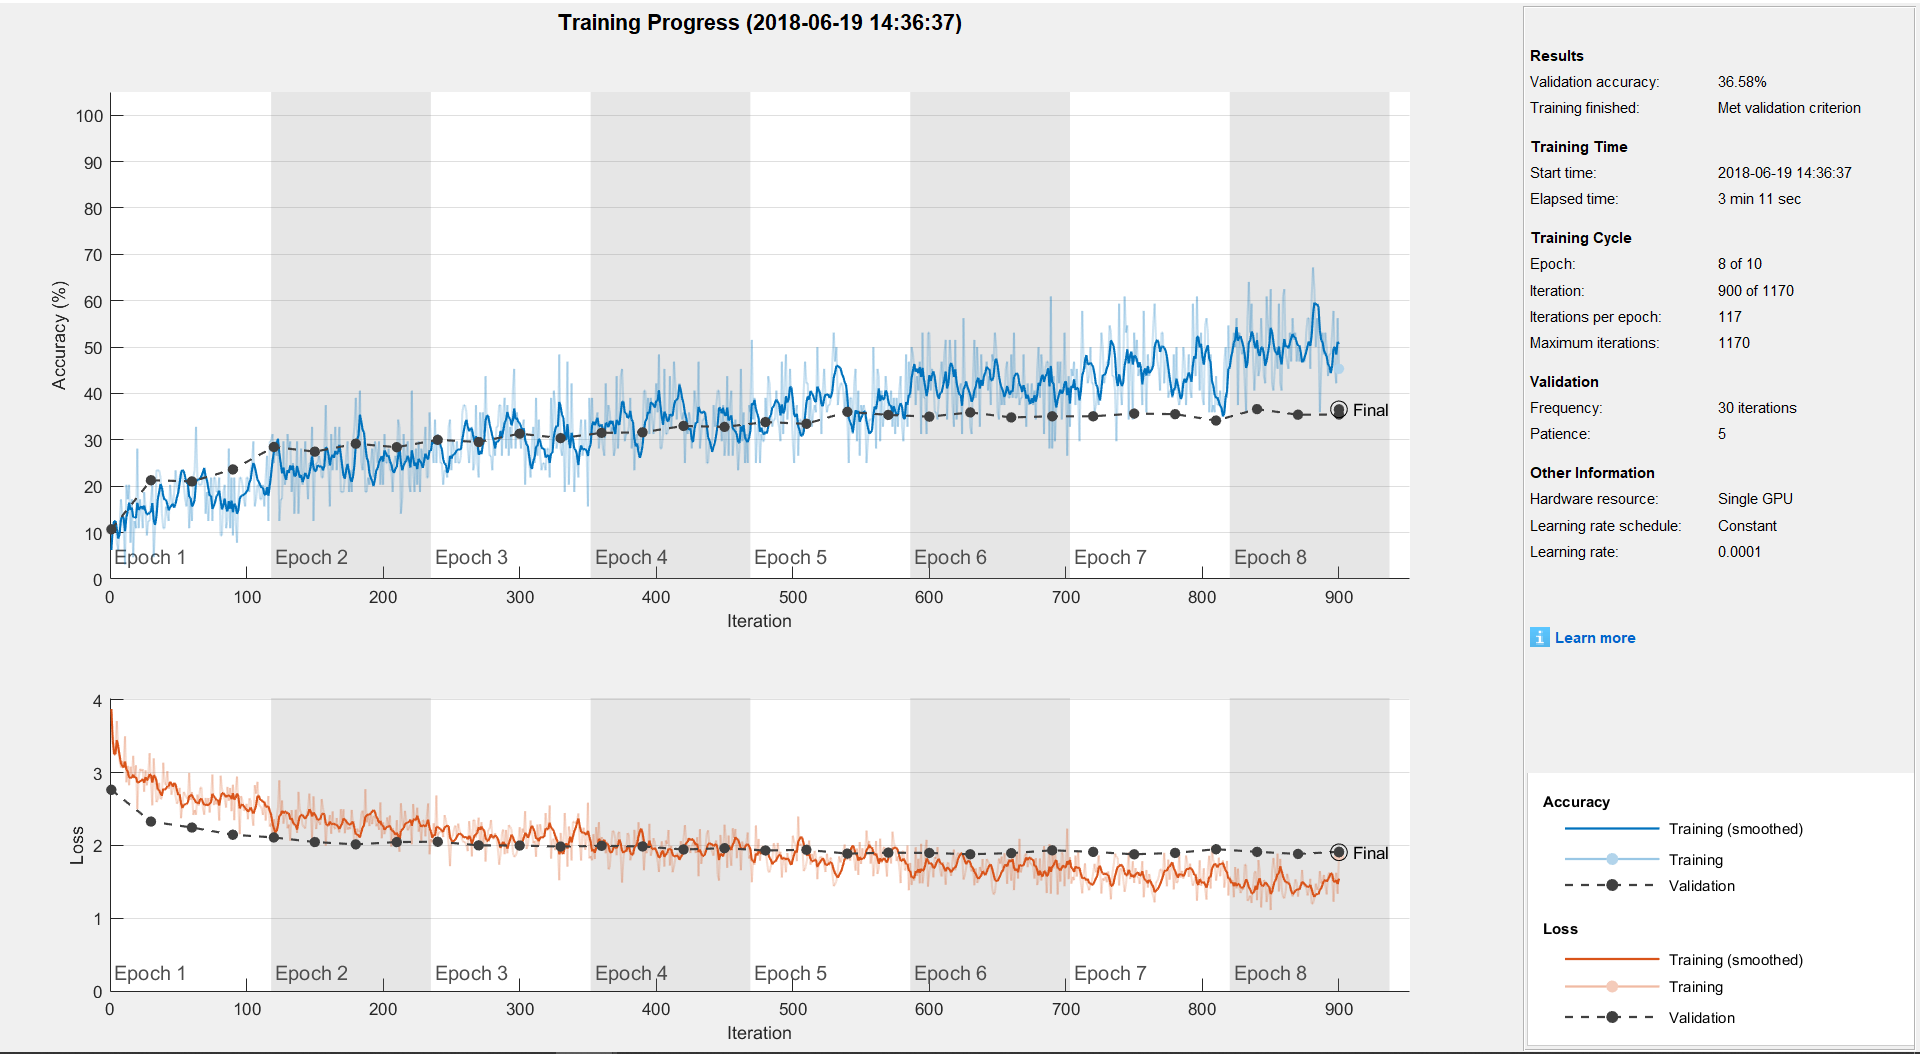 Training Progress (2018-06-19 14:36:37)
100
90
80
70
60
50
40
30
20
10
0
Accuracy (%)
Epoch 1
Epoch 2
Epoch 3
Epoch 4
Epoch 5
Epoch 6
Epoch 7
Epoch 8
Final
0
100
200
300
400
500
600
700
800
900
Iteration
4
3
2
1
0
Loss
Epoch 1
Epoch 2
Epoch 3
Epoch 4
Epoch 5
Epoch 6
Epoch 7
Epoch 8
Final
0
100
200
300
400
500
600
700
800
900
Iteration
Results
Validation accuracy: 36.58%
Training finished: Met validation criterion
Training Time
Start time: 2018-06-19 14:36:37
Elapsed time: 3 min 11 sec
Training Cycle
Epoch: 8 of 10
Iteration: 900 of 1170
Iterations per epoch: 117
Maximum iterations: 1170
Validation
Frequency: 30 iterations
Patience: 5
Other Information
Hardware resource: Single GPU
Learning rate schedule: Constant
Learning rate: 0.0001
i Learn more
Accuracy
Training (smoothed)
Training
Validation
Loss
Training (smoothed)
Training
Validation